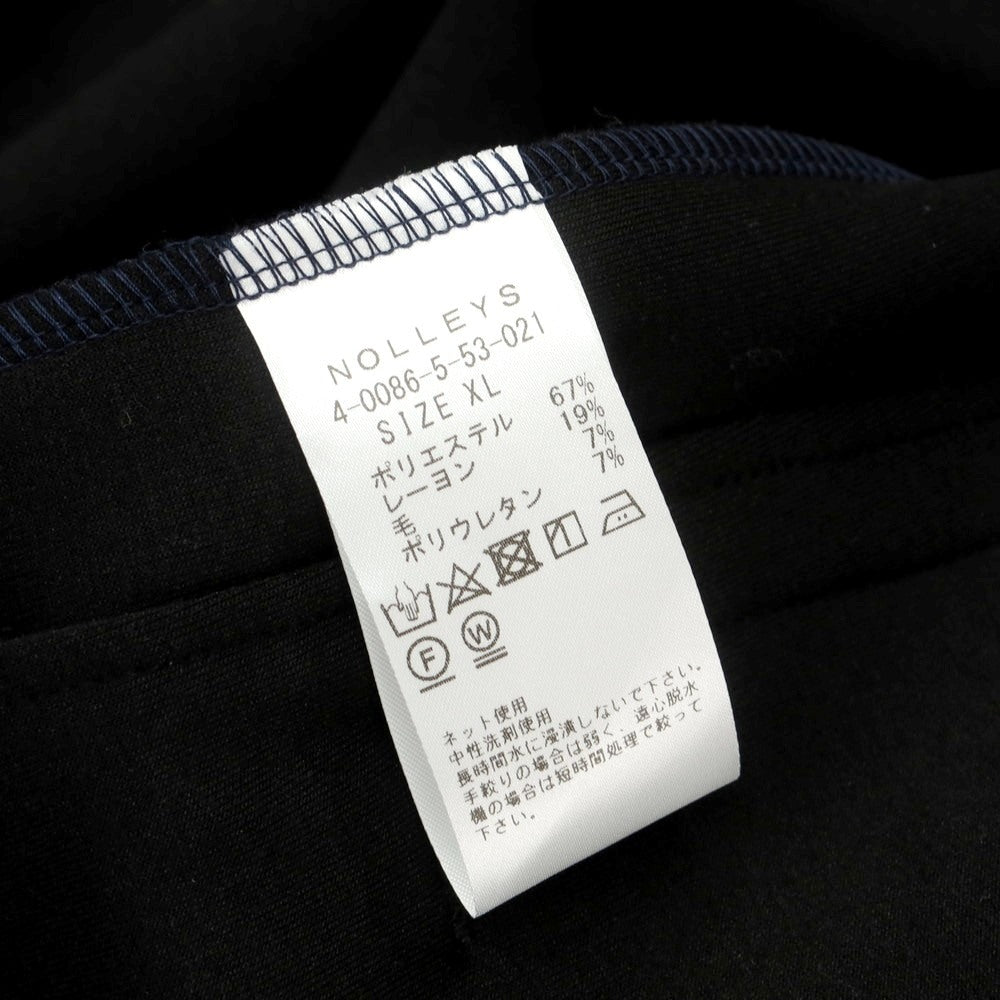 NOLLEYS
4-0086-5-53-021
SIZE XL
ポリエステル 67%
レーヨン 19%
毛 7%
ポリウレタン 7%
F W
ネット使用
中性洗剤使用
長時間水に浸漬しないで下さい。
手絞りの場合は弱く、遠心脱水
機の場合は短時間処理で絞って
下さい。